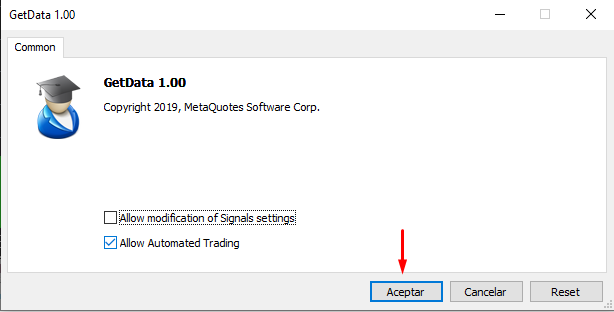 GetData 1.00
Common
GetData 1.00
Copyright 2019, MetaQuotes Software Corp.
Allow modification of Signals settings
Allow Automated Trading
Aceptar
Cancelar
Reset